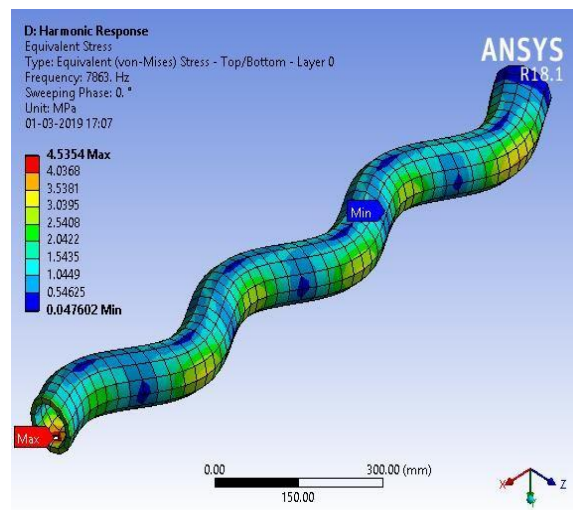 D: Harmonic Response
Equivalent Stress
Type: Equivalent (von-Mises) Stress - Top/Bottom - Layer 0
Frequency: 7863. Hz
Sweeping Phase: 0. °
Unit: MPa
01-03-2019 17:07
ANSYS
R18.1
4.5354 Max
4.0368
3.5381
3.0395
2.5408
2.0422
1.5435
1.0449
0.54625
0.047602 Min
Min
Max
0.00 300.00 (mm)
150.00
X Z